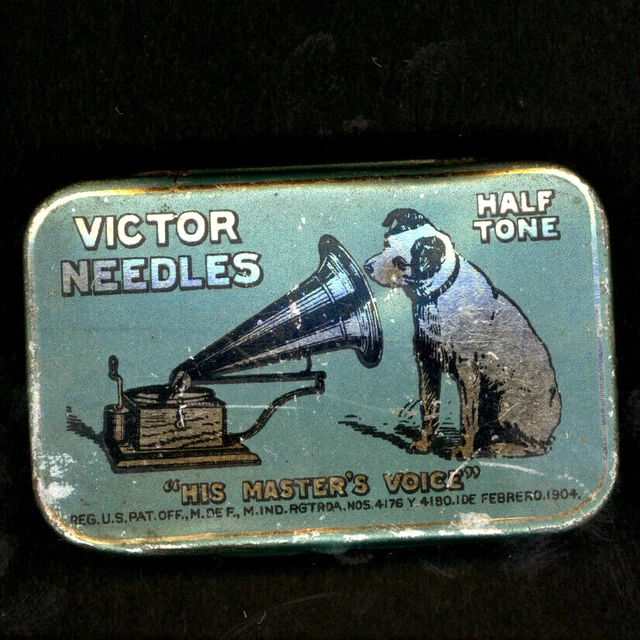 VICTOR
NEEDLES
HALF
TONE
"HIS MASTER'S VOICE"
REG. U.S. PAT. OFF., M. DE F., M. IND. RGTRDA. NOS. 4176 Y 4180. 1 DE FEBRERO. 1904.